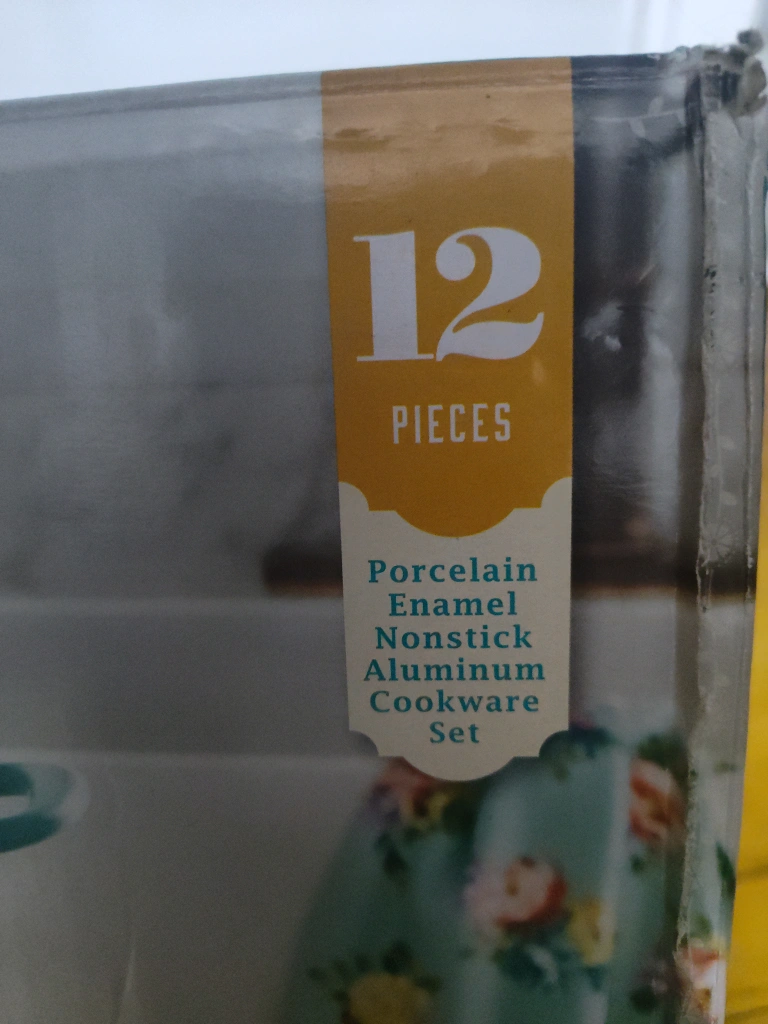 12
PIECES
Porcelain
Enamel
Nonstick
Aluminum
Cookware
Set